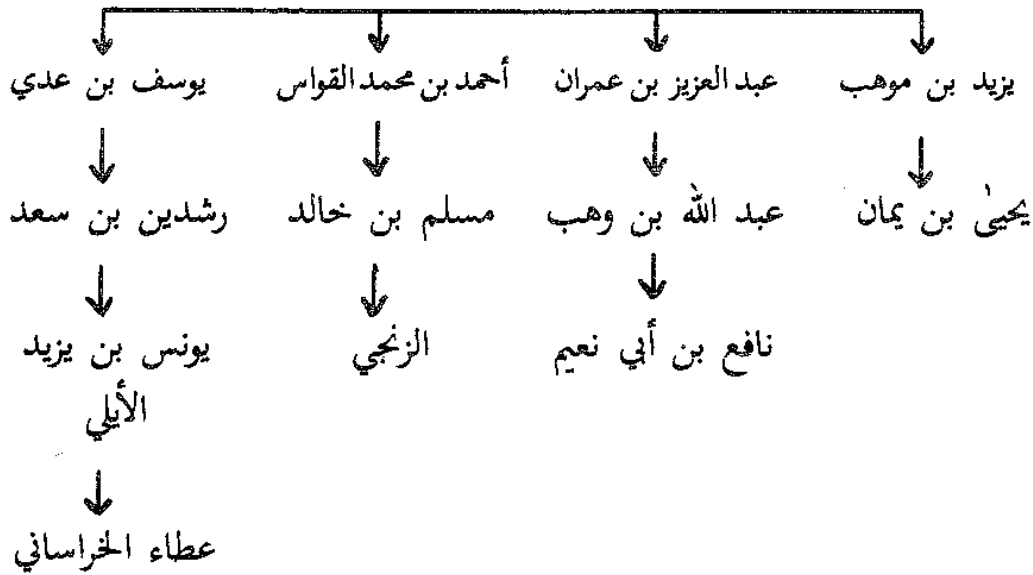 يزيد بن موهب عبد العزيز بن عمران أحمد بن محمد القواس يوسف بن عدي
يحيىٰ بن يمان عبد الله بن وهب مسلم بن خالد رشدين بن سعد
نافع بن أبي نعيم الزنجي يونس بن يزيد
الأيلي
عطاء الخراساني